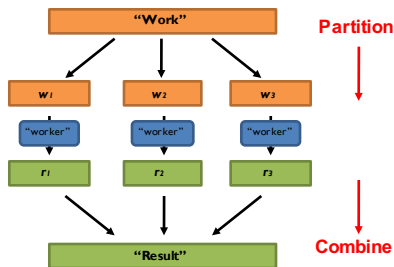 “Work”
Partition
w1 w2 w3
“worker” “worker” “worker”
r1 r2 r3
Combine
“Result”